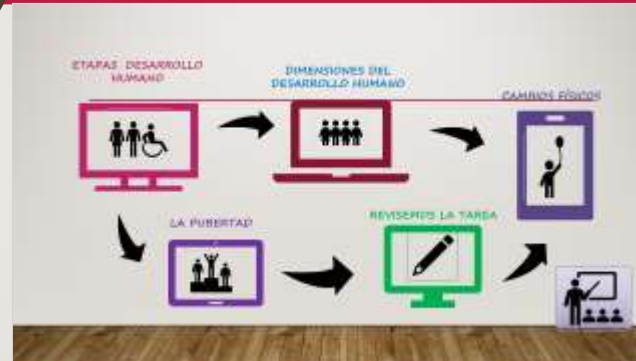 ETAPAS DESARROLLO
HUMANO
DIMENSIONES DEL
DESARROLLO HUMANO
CAMBIOS FÍSICOS
LA PUBERTAD
REVISEMOS LA TAREA